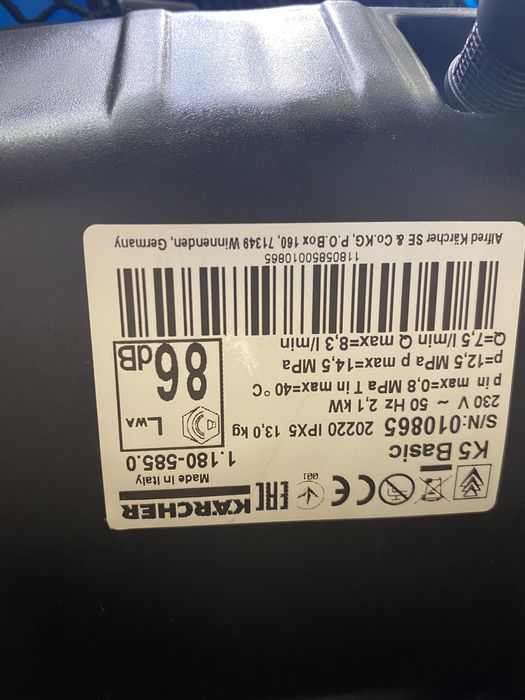 KÄRCHER
Made in Italy
001
K5 Basic
1.180-585.0
S/N:010865 20220 IPX5 13,0 kg
230 V ~ 50 Hz 2,1 kW
p in max=0,8 MPa T in max=40 °C
p=12,5 MPa p max=14,5 MPa
Q=7,5 l/min Q max=8,3 l/min
LWA
86
dB
11805850010865
Alfred Kärcher SE & Co.KG, P.O.Box 160, 71349 Winnenden, Germany